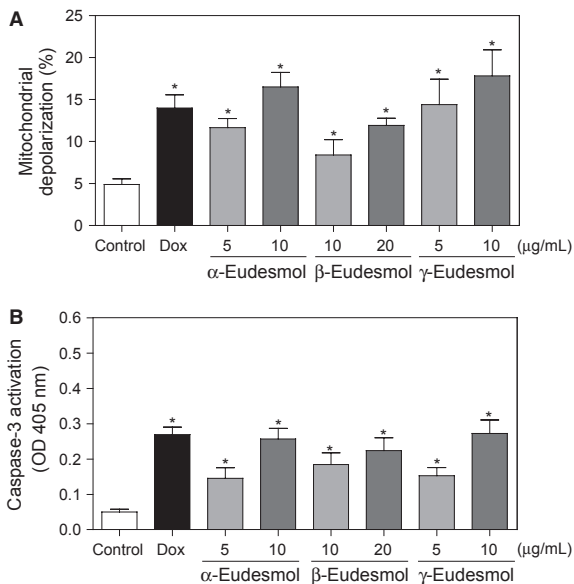 A
Mitochondrial
depolarization (%)
25
20
15
10
5
0
* * * * * * *
Control Dox 5 10 10 20 5 10 (µg/mL)
α-Eudesmol β-Eudesmol γ-Eudesmol
B
Caspase-3 activation
(OD 405 nm)
0.6
0.5
0.4
0.3
0.2
0.1
0.0
* * * * * * *
Control Dox 5 10 10 20 5 10 (µg/mL)
α-Eudesmol β-Eudesmol γ-Eudesmol